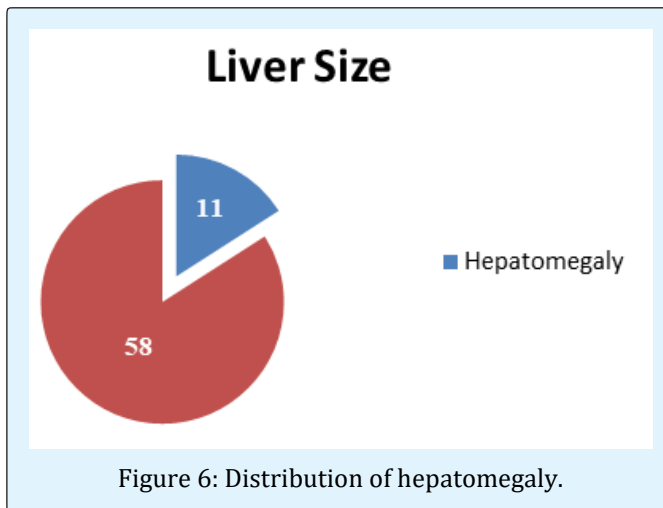 Liver Size
11
Hepatomegaly
58
Figure 6: Distribution of hepatomegaly.